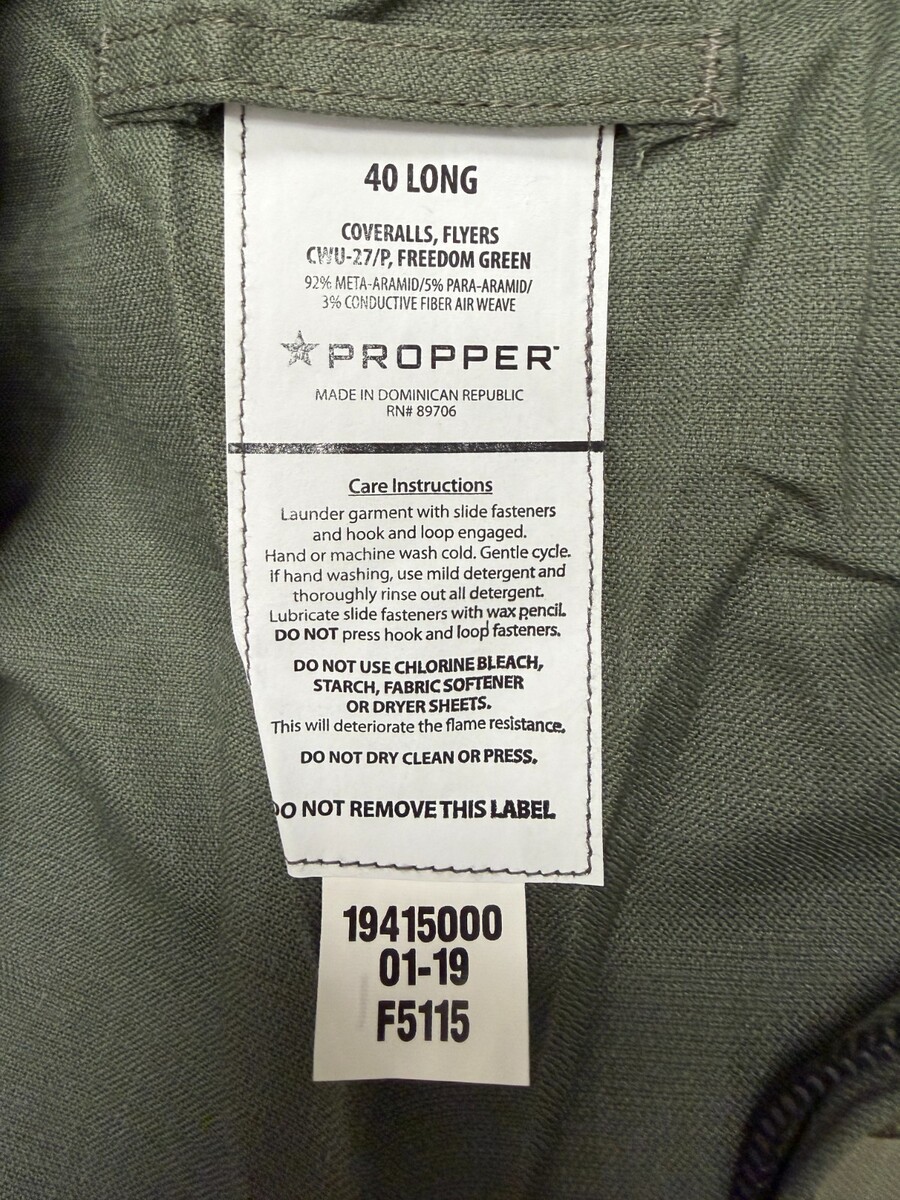 40 LONG
COVERALLS, FLYERS
CWU-27/P, FREEDOM GREEN
92% META-ARAMID/5% PARA-ARAMID/
3% CONDUCTIVE FIBER AIR WEAVE
PROPPER™
MADE IN DOMINICAN REPUBLIC
RN# 89706
Care Instructions
Launder garment with slide fasteners
and hook and loop engaged.
Hand or machine wash cold. Gentle cycle.
If hand washing, use mild detergent and
thoroughly rinse out all detergent.
Lubricate slide fasteners with wax pencil.
DO NOT press hook and loop fasteners.
DO NOT USE CHLORINE BLEACH,
STARCH, FABRIC SOFTENER
OR DRYER SHEETS.
This will deteriorate the flame resistance.
DO NOT DRY CLEAN OR PRESS.
DO NOT REMOVE THIS LABEL
19415000
01-19
F5115